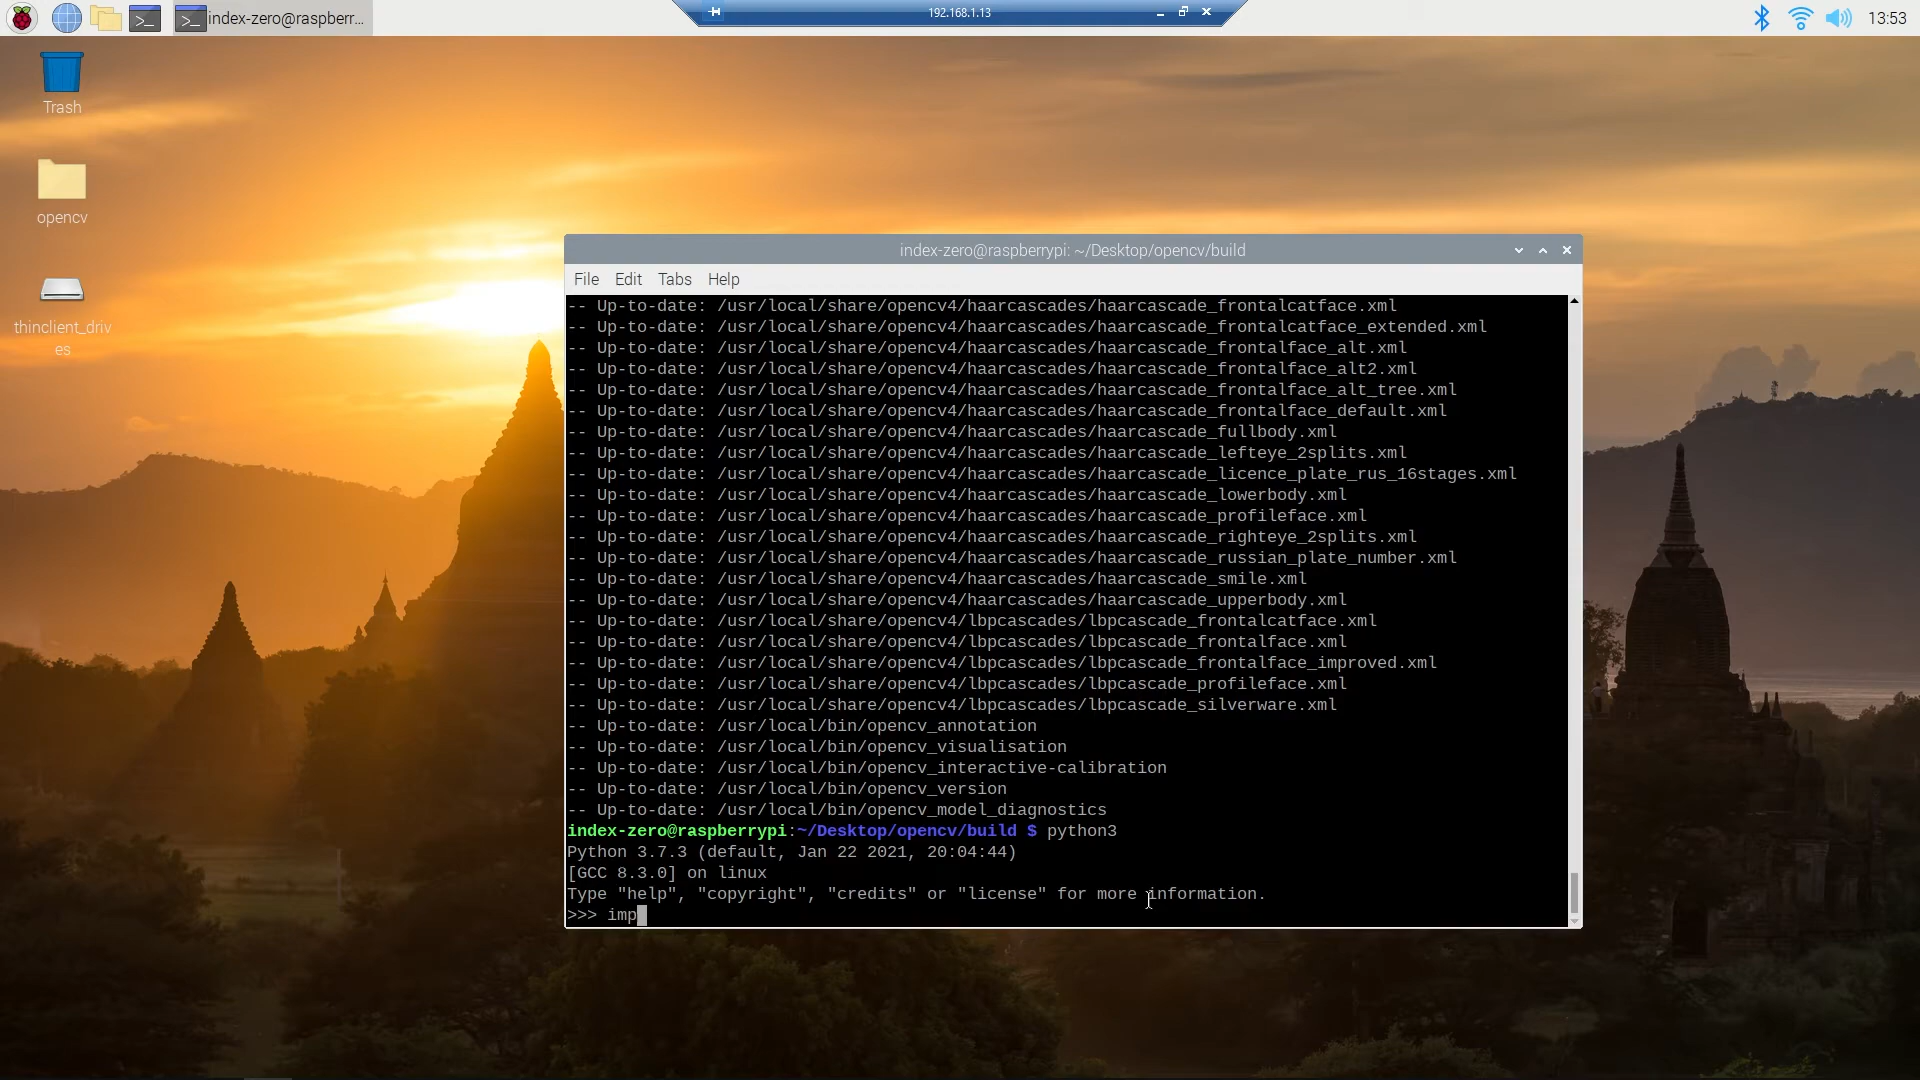 index-zero@raspberr...
192.168.1.13
13:53
Trash
opencv
thinclient_driv
es
index-zero@raspberrypi: ~/Desktop/opencv/build
File Edit Tabs Help
-- Up-to-date: /usr/local/share/opencv4/haarcascades/haarcascade_frontalcatface.xml
-- Up-to-date: /usr/local/share/opencv4/haarcascades/haarcascade_frontalcatface_extended.xml
-- Up-to-date: /usr/local/share/opencv4/haarcascades/haarcascade_frontalface_alt.xml
-- Up-to-date: /usr/local/share/opencv4/haarcascades/haarcascade_frontalface_alt2.xml
-- Up-to-date: /usr/local/share/opencv4/haarcascades/haarcascade_frontalface_alt_tree.xml
-- Up-to-date: /usr/local/share/opencv4/haarcascades/haarcascade_frontalface_default.xml
-- Up-to-date: /usr/local/share/opencv4/haarcascades/haarcascade_fullbody.xml
-- Up-to-date: /usr/local/share/opencv4/haarcascades/haarcascade_lefteye_2splits.xml
-- Up-to-date: /usr/local/share/opencv4/haarcascades/haarcascade_licence_plate_rus_16stages.xml
-- Up-to-date: /usr/local/share/opencv4/haarcascades/haarcascade_lowerbody.xml
-- Up-to-date: /usr/local/share/opencv4/haarcascades/haarcascade_profileface.xml
-- Up-to-date: /usr/local/share/opencv4/haarcascades/haarcascade_righteye_2splits.xml
-- Up-to-date: /usr/local/share/opencv4/haarcascades/haarcascade_russian_plate_number.xml
-- Up-to-date: /usr/local/share/opencv4/haarcascades/haarcascade_smile.xml
-- Up-to-date: /usr/local/share/opencv4/haarcascades/haarcascade_upperbody.xml
-- Up-to-date: /usr/local/share/opencv4/lbpcascades/lbpcascade_frontalcatface.xml
-- Up-to-date: /usr/local/share/opencv4/lbpcascades/lbpcascade_frontalface.xml
-- Up-to-date: /usr/local/share/opencv4/lbpcascades/lbpcascade_frontalface_improved.xml
-- Up-to-date: /usr/local/share/opencv4/lbpcascades/lbpcascade_profileface.xml
-- Up-to-date: /usr/local/share/opencv4/lbpcascades/lbpcascade_silverware.xml
-- Up-to-date: /usr/local/bin/opencv_annotation
-- Up-to-date: /usr/local/bin/opencv_visualisation
-- Up-to-date: /usr/local/bin/opencv_interactive-calibration
-- Up-to-date: /usr/local/bin/opencv_version
-- Up-to-date: /usr/local/bin/opencv_model_diagnostics
index-zero@raspberrypi:~/Desktop/opencv/build $ python3
Python 3.7.3 (default, Jan 22 2021, 20:04:44)
[GCC 8.3.0] on linux
Type "help", "copyright", "credits" or "license" for more information.
>>> imp